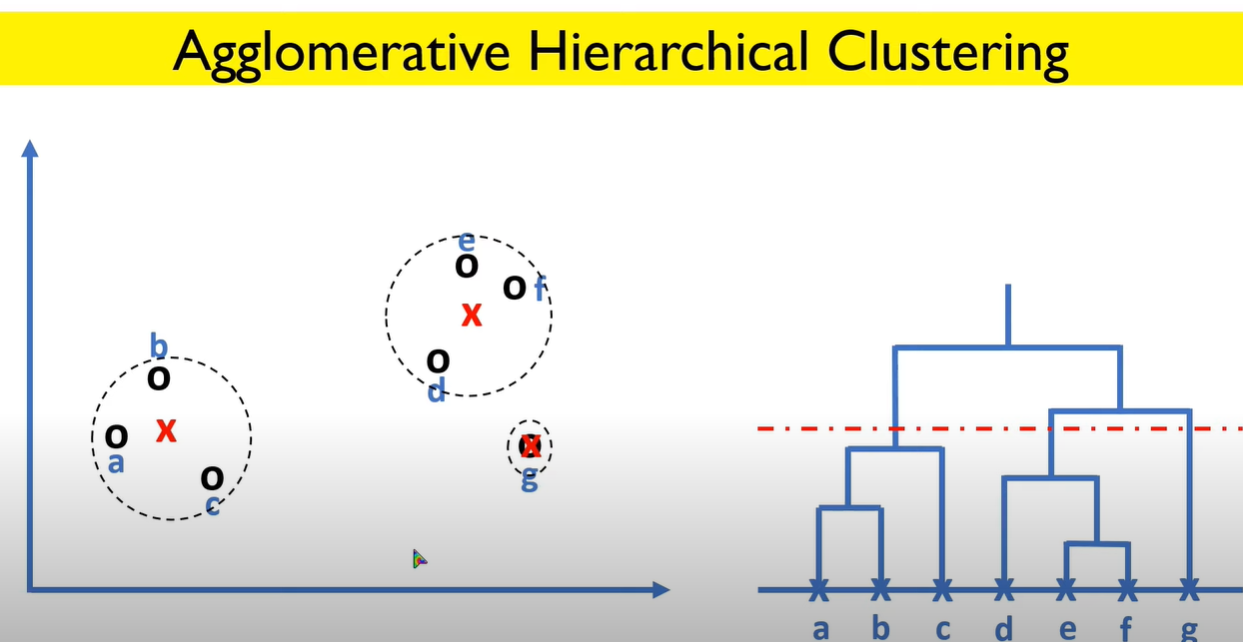 Agglomerative Hierarchical Clustering
e
o
o f
x
b
o
o
d
o
x
a
x
g
o
c
x x x x x x x
a b c d e f g